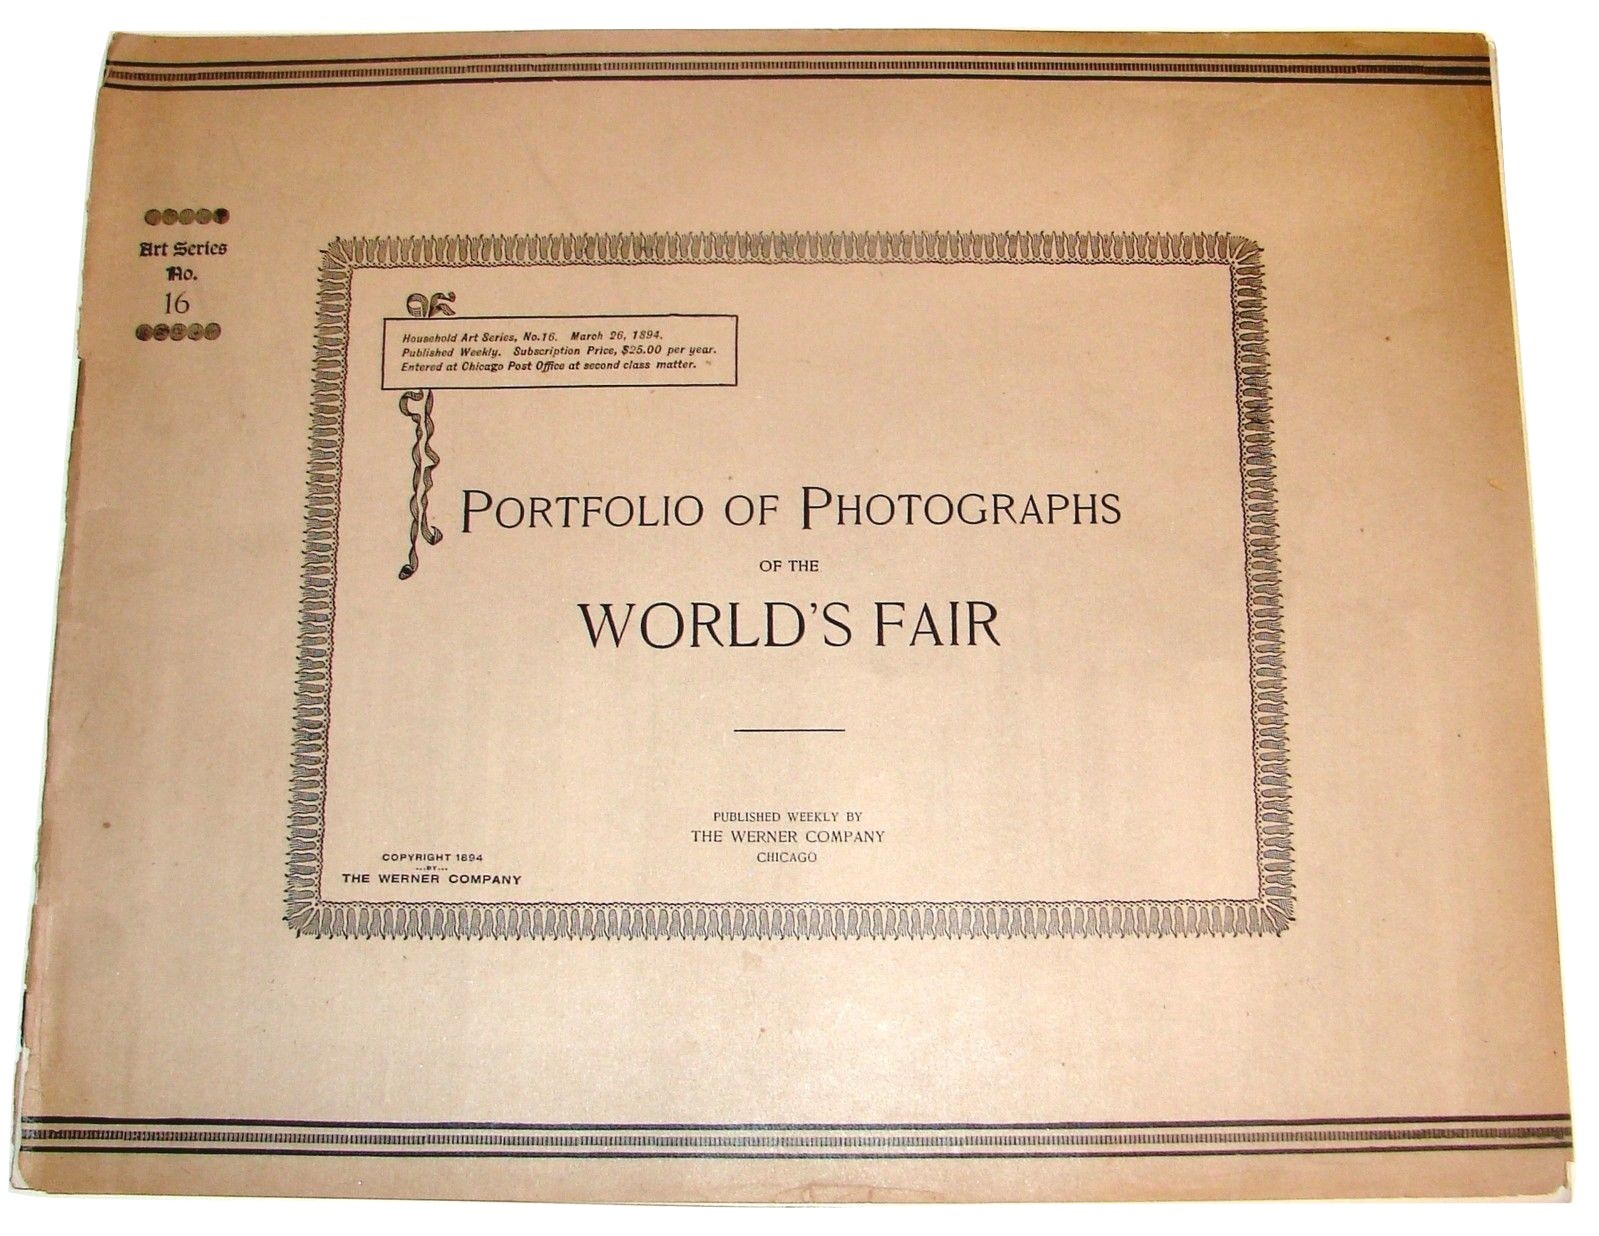 Art Series
No.
16
Household Art Series, No. 16. March 26, 1894.
Published Weekly. Subscription Price, $25.00 per year.
Entered at Chicago Post Office at second class matter.
PORTFOLIO OF PHOTOGRAPHS
OF THE
WORLD'S FAIR
PUBLISHED WEEKLY BY
THE WERNER COMPANY
CHICAGO
COPYRIGHT 1894
...BY...
THE WERNER COMPANY